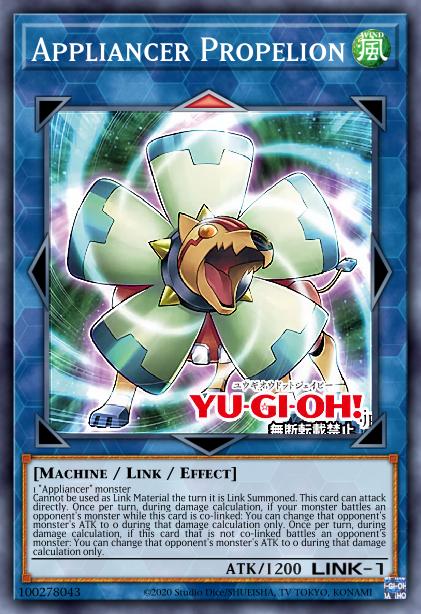 APPLIANCER PROPELION
WIND
風
ユウギオウドットジェイピー
YU-GI-OH!
.jp
無断転載禁止
[MACHINE / LINK / EFFECT]
1 "Appliancer" monster
Cannot be used as Link Material the turn it is Link Summoned. This card can attack
directly. Once per turn, during damage calculation, if your monster battles an
opponent's monster while this card is co-linked: You can change that opponent's
monster's ATK to 0 during that damage calculation only. Once per turn, during
damage calculation, if this card that is not co-linked battles an opponent's
monster: You can change that opponent's monster's ATK to 0 during that damage
calculation only.
ATK/1200 LINK-1
100278043 ©2020 Studio Dice/SHUEISHA, TV TOKYO, KONAMI